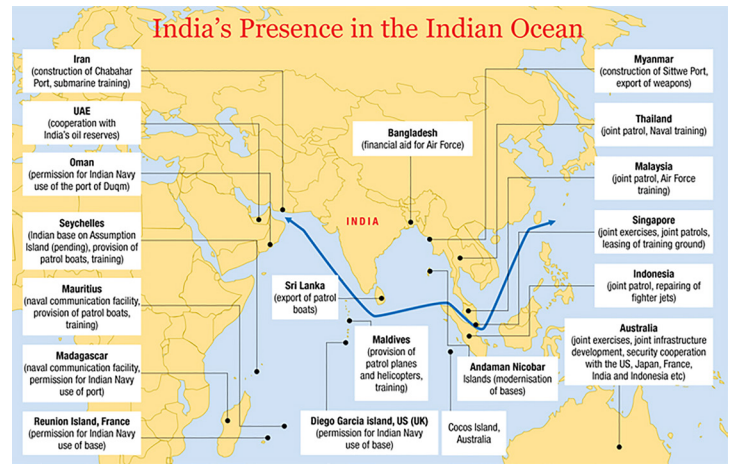 India's Presence in the Indian Ocean
Iran
(construction of Chabahar
Port, submarine training)
UAE
(cooperation with
India's oil reserves)
Oman
(permission for Indian Navy
use of the port of Duqm)
Seychelles
(Indian base on Assumption
Island (pending), provision of
patrol boats, training)
Mauritius
(naval communication facility,
provision of patrol boats,
training)
Madagascar
(naval communication facility,
permission for Indian Navy
use of port)
Reunion Island, France
(permission for Indian Navy
use of base)
Bangladesh
(financial aid for Air Force)
INDIA
Sri Lanka
(export of patrol
boats)
Maldives
(provision of
patrol planes
and helicopters,
training)
Diego Garcia island, US (UK)
(permission for Indian Navy
use of base)
Cocos Island,
Australia
Andaman Nicobar
Islands (modernisation
of bases)
Myanmar
(construction of Sittwe Port,
export of weapons)
Thailand
(joint patrol, Naval training)
Malaysia
(joint patrol, Air Force
training)
Singapore
(joint exercises, joint patrols,
leasing of training ground)
Indonesia
(joint patrol, repairing of
fighter jets)
Australia
(joint exercises, joint infrastructure
development, security cooperation
with the US, Japan, France,
India and Indonesia etc)